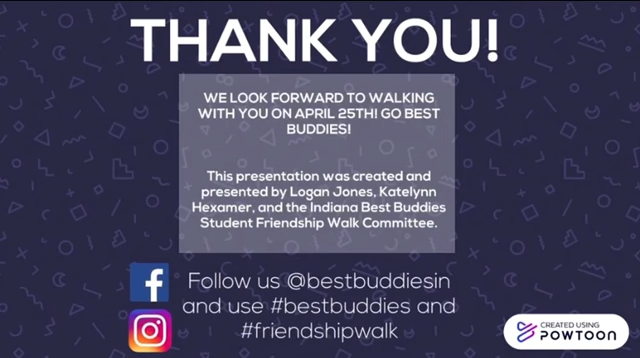 THANK YOU!
WE LOOK FORWARD TO WALKING
WITH YOU ON APRIL 25TH! GO BEST
BUDDIES!
This presentation was created and
presented by Logan Jones, Katelynn
Hexamer, and the Indiana Best Buddies
Student Friendship Walk Committee.
Follow us @bestbuddiesin
and use #bestbuddies and
#friendshipwalk
CREATED USING
POWTOON